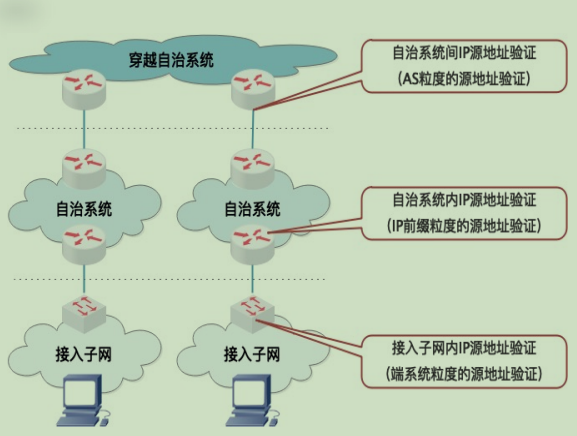 穿越自治系统
自治系统间IP源地址验证
（AS粒度的源地址验证）
自治系统
自治系统
自治系统内IP源地址验证
（IP前缀粒度的源地址验证）
接入子网
接入子网
接入子网内IP源地址验证
（端系统粒度的源地址验证）